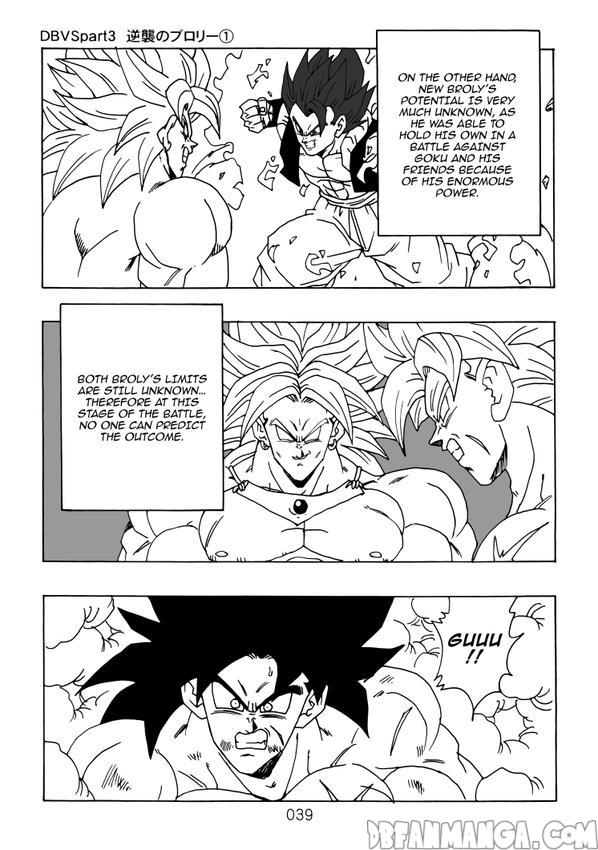 DBVSpart3 逆襲のブロリー①
ON THE OTHER HAND,
NEW BROLY'S
POTENTIAL IS VERY
MUCH UNKNOWN, AS
HE WAS ABLE TO
HOLD HIS OWN IN A
BATTLE AGAINST
GOKU AND HIS
FRIENDS BECAUSE
OF HIS ENORMOUS
POWER.
BOTH BROLY'S LIMITS
ARE STILL UNKNOWN...
THEREFORE AT THIS
STAGE OF THE BATTLE,
NO ONE CAN PREDICT
THE OUTCOME.
GUUU
!!
039
DBFANMANGA.COM